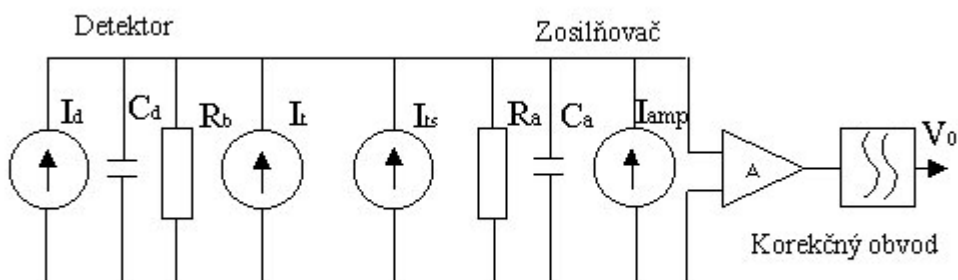 Detektor
Zosilňovač
Id
Cd
Rb
It
Its
Ra
Ca
Iamp
A
V0
Korekčný obvod